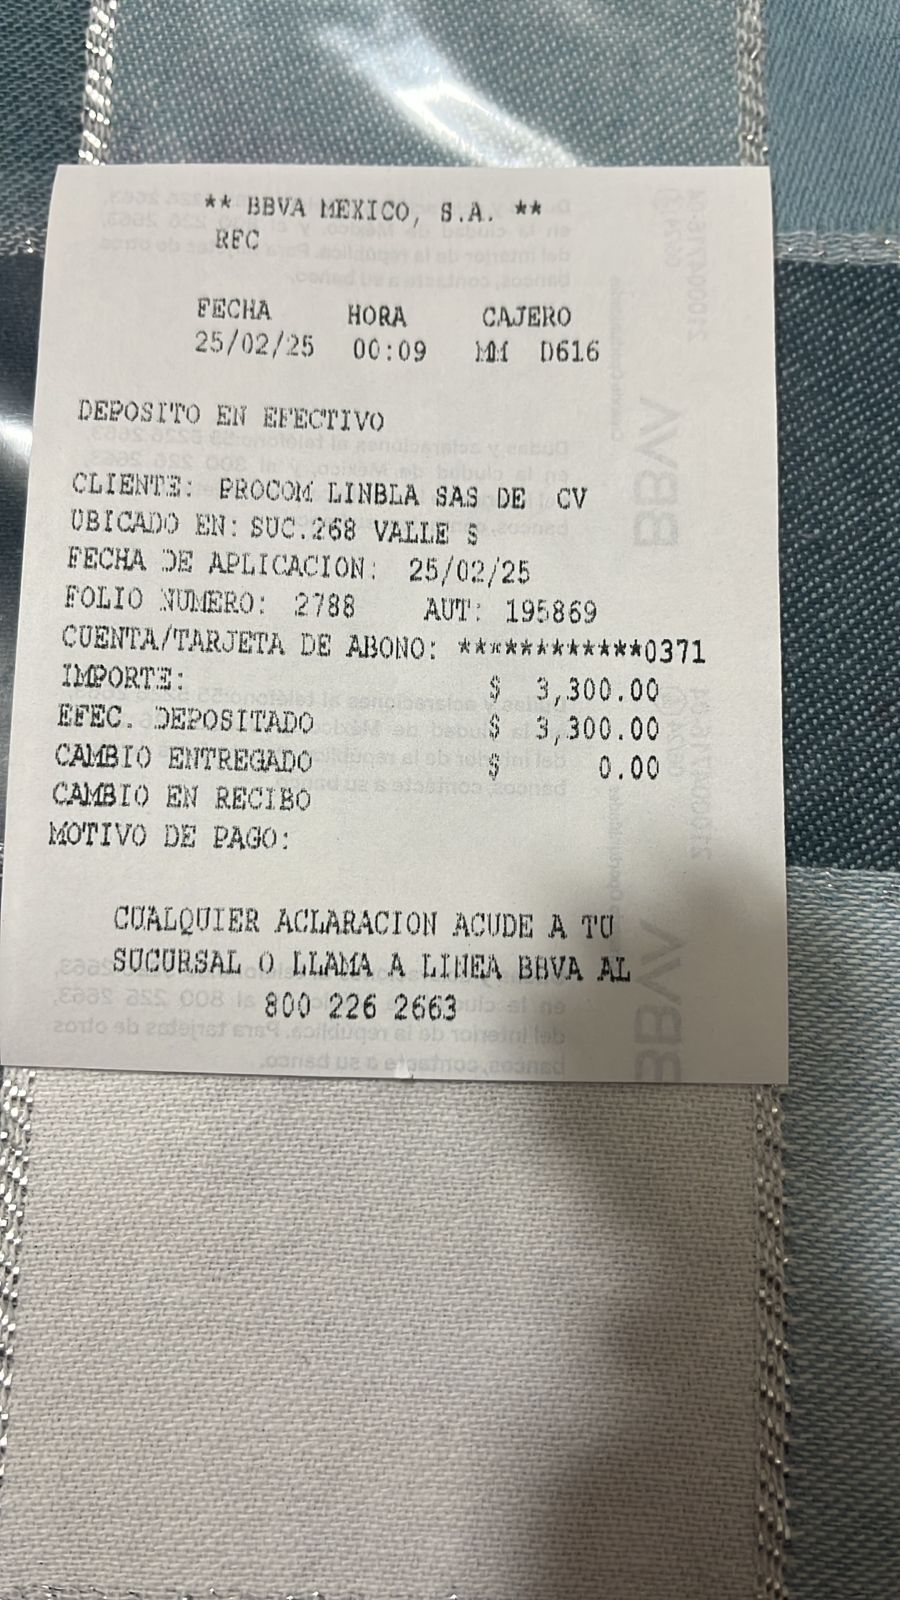 ** BBVA MEXICO, S.A. **
RFC
FECHA HORA CAJERO
25/02/25 00:09 MM D616
DEPOSITO EN EFECTIVO
CLIENTE: PROCOM LINBLA SAS DE CV
UBICADO EN: SUC.268 VALLE S
FECHA DE APLICACION: 25/02/25
FOLIO NUMERO: 2788 AUT: 195869
CUENTA/TARJETA DE ABONO: ************0371
IMPORTE: $ 3,300.00
EFEC. DEPOSITADO $ 3,300.00
CAMBIO ENTREGADO $ 0.00
CAMBIO EN RECIBO
MOTIVO DE PAGO:
CUALQUIER ACLARACION ACUDE A TU
SUCURSAL O LLAMA A LINEA BBVA AL
800 226 2663
BBVA
BBVA